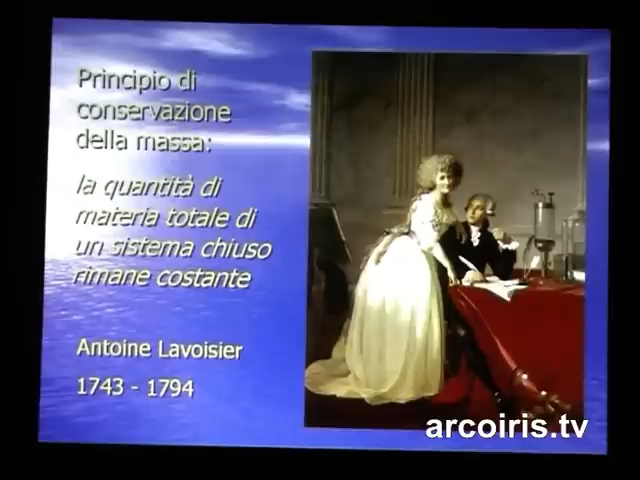 Principio di
conservazione
della massa:
la quantità di
materia totale di
un sistema chiuso
rimane costante
Antoine Lavoisier
1743 - 1794
arcoiris.tv